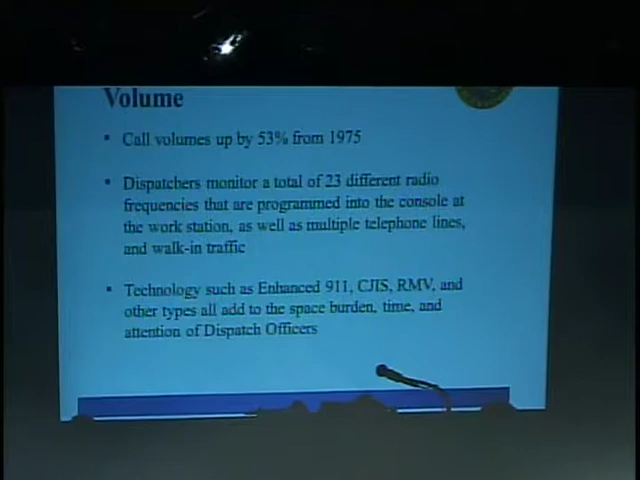 Volume
▪ Call volumes up by 53% from 1975
▪ Dispatchers monitor a total of 23 different radio
frequencies that are programmed into the console at
the work station, as well as multiple telephone lines,
and walk-in traffic
▪ Technology such as Enhanced 911, CJIS, RMV, and
other types all add to the space burden, time, and
attention of Dispatch Officers